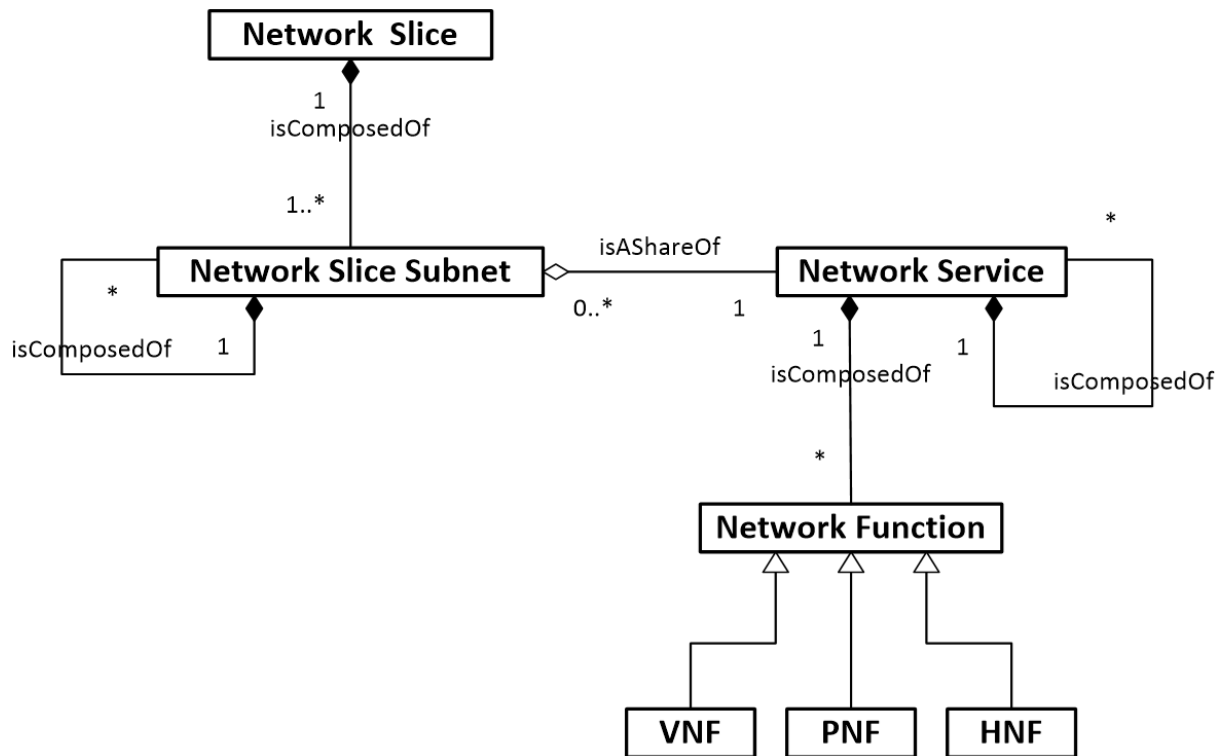 Network Slice
1
isComposedOf
1..*
Network Slice Subnet
*
isComposedOf
1
isAShareOf
0..*
1
Network Service
*
1
isComposedOf
1
isComposedOf
*
Network Function
VNF
PNF
HNF